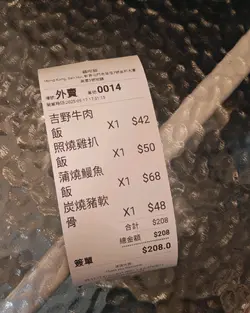 外賣
0014
吉野牛肉
飯 X1 $42
照燒雞扒
飯 X1 $50
蒲燒鰻魚
飯 X1 $68
炭燒豬軟
骨 X1 $48
合計 $208
總金額 $208
$208.0
簽單